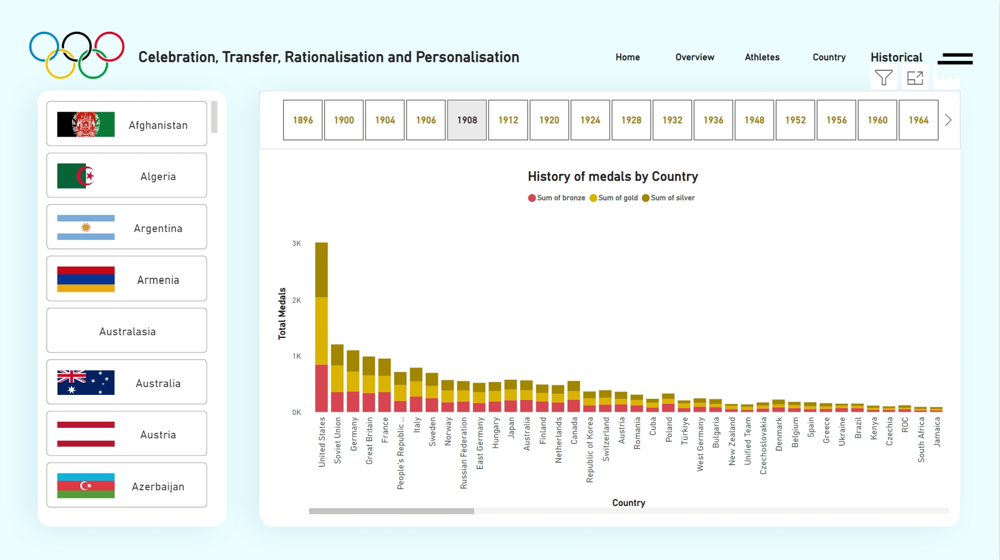 Celebration, Transfer, Rationalisation and Personalisation
Home
Overview
Athletes
Country
Historical
Afghanistan
Algeria
Argentina
Armenia
Australasia
Australia
Austria
Azerbaijan
1896
1900
1904
1906
1908
1912
1920
1924
1928
1932
1936
1948
1952
1956
1960
1964
History of medals by Country
Sum of bronze
Sum of gold
Sum of silver
Total Medals
3K
2K
1K
0K
United States
Soviet Union
Germany
Great Britain
France
People's Republic ...
Italy
Sweden
Norway
Russian Federation
East Germany
Hungary
Japan
Australia
Finland
Netherlands
Canada
Republic of Korea
Switzerland
Austria
Romania
Cuba
Poland
Türkiye
West Germany
Bulgaria
New Zealand
Unified Team
Czechoslovakia
Denmark
Belgium
Spain
Greece
Ukraine
Brazil
Kenya
Czechia
ROC
South Africa
Jamaica
Country